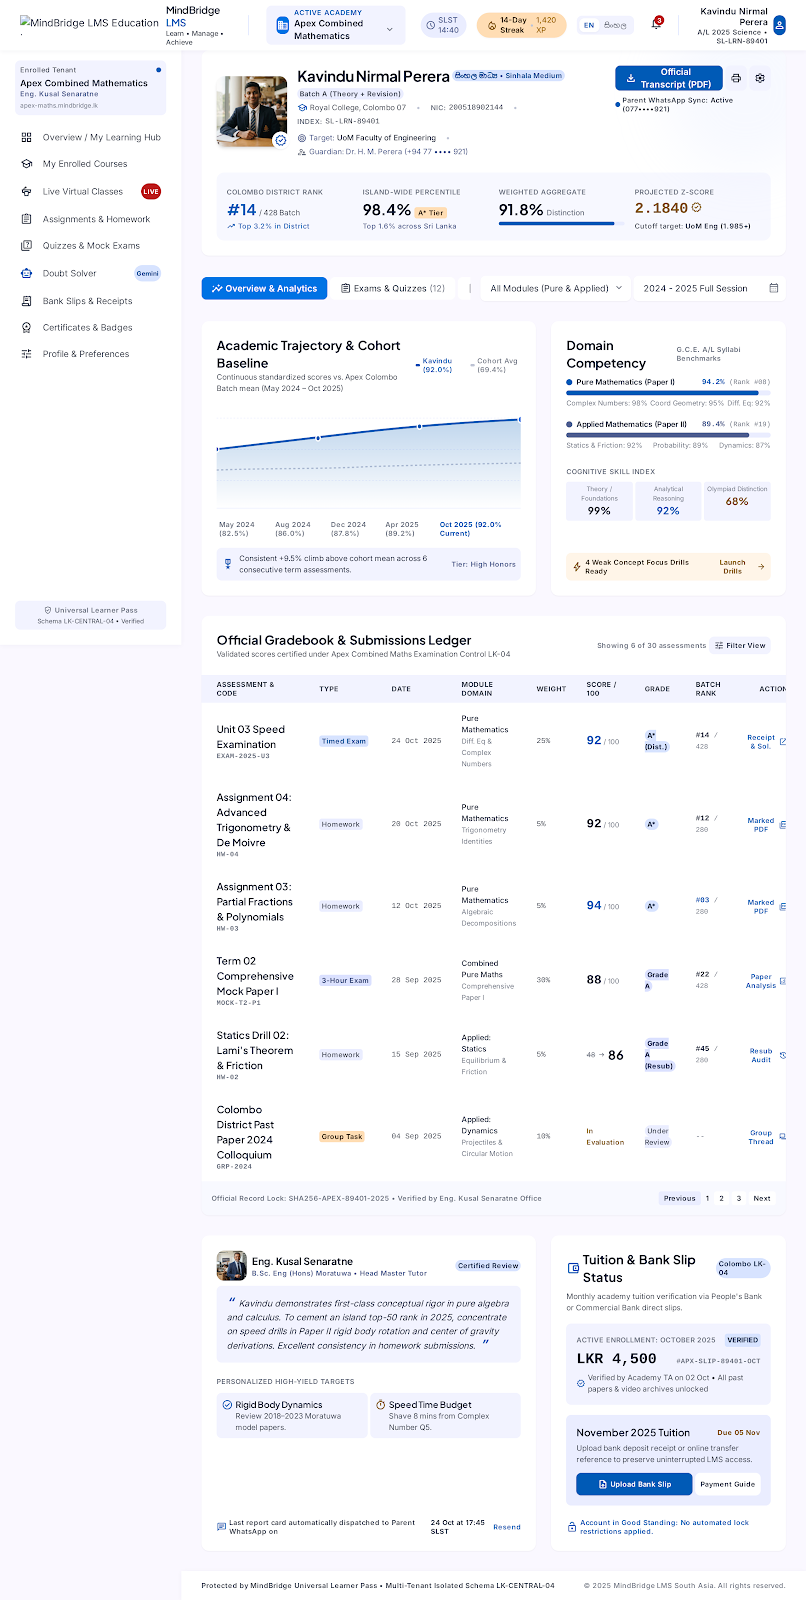 MindBridge LMS Education
MindBridge LMS
Learn • Manage • Achieve
ACTIVE ACADEMY
Apex Combined Mathematics
SLST 14:40
14-Day Streak · 1,420 XP
EN සිංහල
3
Kavindu Nirmal Perera
A/L 2025 Science • SL-LRN-89401
Enrolled Tenant
Apex Combined Mathematics
Eng. Kusal Senaratne
apex-maths.mindbridge.lk
Overview / My Learning Hub
My Enrolled Courses
Live Virtual Classes LIVE
Assignments & Homework
Quizzes & Mock Exams
Doubt Solver Gemini
Bank Slips & Receipts
Certificates & Badges
Profile & Preferences
Universal Learner Pass
Schema LK-CENTRAL-04 • Verified
Kavindu Nirmal Perera සිංහල මාධ්‍ය • Sinhala Medium
Batch A (Theory + Revision)
Royal College, Colombo 07 • NIC: 200518902144 •
INDEX: SL-LRN-89401
Target: UoM Faculty of Engineering •
Guardian: Dr. H. M. Perera (+94 77 •••• 921)
Official Transcript (PDF)
Parent WhatsApp Sync: Active (077••••921)
COLOMBO DISTRICT RANK
#14 / 428 Batch
Top 3.2% in District
ISLAND-WIDE PERCENTILE
98.4% A* Tier
Top 1.6% across Sri Lanka
WEIGHTED AGGREGATE
91.8% Distinction
PROJECTED Z-SCORE
2.1840
Cutoff target: UoM Eng (1.985+)
Overview & Analytics
Exams & Quizzes (12)
All Modules (Pure & Applied)
2024 - 2025 Full Session
Academic Trajectory & Cohort Baseline
Continuous standardized scores vs. Apex Colombo Batch mean (May 2024 – Oct 2025)
Kavindu (92.0%)
Cohort Avg (69.4%)
May 2024 (82.5%)
Aug 2024 (86.0%)
Dec 2024 (87.8%)
Apr 2025 (89.2%)
Oct 2025 (92.0% Current)
Consistent +9.5% climb above cohort mean across 6 consecutive term assessments.
Tier: High Honors
Domain Competency
G.C.E. A/L Syllabi Benchmarks
Pure Mathematics (Paper I) 94.2% (Rank #08)
Complex Numbers: 98% Coord Geometry: 95% Diff. Eq: 92%
Applied Mathematics (Paper II) 89.4% (Rank #19)
Statics & Friction: 92% Probability: 89% Dynamics: 87%
COGNITIVE SKILL INDEX
Theory / Foundations
99%
Analytical Reasoning
92%
Olympiad Distinction
68%
4 Weak Concept Focus Drills Ready
Launch Drills
Official Gradebook & Submissions Ledger
Validated scores certified under Apex Combined Maths Examination Control LK-04
Showing 6 of 30 assessments
Filter View
ASSESSMENT & CODE TYPE DATE MODULE DOMAIN WEIGHT SCORE / 100 GRADE BATCH RANK ACTION
Unit 03 Speed Examination
EXAM-2025-U3
Timed Exam
24 Oct 2025
Pure Mathematics
Diff. Eq & Complex Numbers
25%
92 / 100
A* (Dist.)
#14 / 428
Receipt & Sol.
Assignment 04: Advanced Trigonometry & De Moivre
HW-04
Homework
20 Oct 2025
Pure Mathematics
Trigonometry Identities
5%
92 / 100
A*
#12 / 280
Marked PDF
Assignment 03: Partial Fractions & Polynomials
HW-03
Homework
12 Oct 2025
Pure Mathematics
Algebraic Decompositions
5%
94 / 100
A*
#03 / 280
Marked PDF
Term 02 Comprehensive Mock Paper I
MOCK-T2-P1
3-Hour Exam
28 Sep 2025
Combined Pure Maths
Comprehensive Paper I
30%
88 / 100
Grade A
#22 / 428
Paper Analysis
Statics Drill 02: Lami's Theorem & Friction
HW-02
Homework
15 Sep 2025
Applied: Statics
Equilibrium & Friction
5%
48 → 86
Grade A (Resub)
#45 / 280
Resub Audit
Colombo District Past Paper 2024 Colloquium
GRP-2024
Group Task
04 Sep 2025
Applied: Dynamics
Projectiles & Circular Motion
10%
In Evaluation
Under Review
--
Group Thread
Official Record Lock: SHA256-APEX-89401-2025 • Verified by Eng. Kusal Senaratne Office
Previous 1 2 3 Next
Eng. Kusal Senaratne
B.Sc. Eng (Hons) Moratuwa • Head Master Tutor
Certified Review
“ Kavindu demonstrates first-class conceptual rigor in pure algebra and calculus. To cement an island top-50 rank in 2025, concentrate on speed drills in Paper II rigid body rotation and center of gravity derivations. Excellent consistency in homework submissions. ”
PERSONALIZED HIGH-YIELD TARGETS
Rigid Body Dynamics
Review 2018–2023 Moratuwa model papers.
Speed Time Budget
Shave 8 mins from Complex Number Q5.
Last report card automatically dispatched to Parent WhatsApp on 24 Oct at 17:45 SLST
Resend
Tuition & Bank Slip Status
Colombo LK-04
Monthly academy tuition verification via People's Bank or Commercial Bank direct slips.
ACTIVE ENROLLMENT: OCTOBER 2025 VERIFIED
LKR 4,500 #APX-SLIP-89401-OCT
Verified by Academy TA on 02 Oct • All past papers & video archives unlocked
November 2025 Tuition Due 05 Nov
Upload bank deposit receipt or online transfer reference to preserve uninterrupted LMS access.
Upload Bank Slip
Payment Guide
Account in Good Standing: No automated lock restrictions applied.
Protected by MindBridge Universal Learner Pass • Multi-Tenant Isolated Schema LK-CENTRAL-04
© 2025 MindBridge LMS South Asia. All rights reserved.